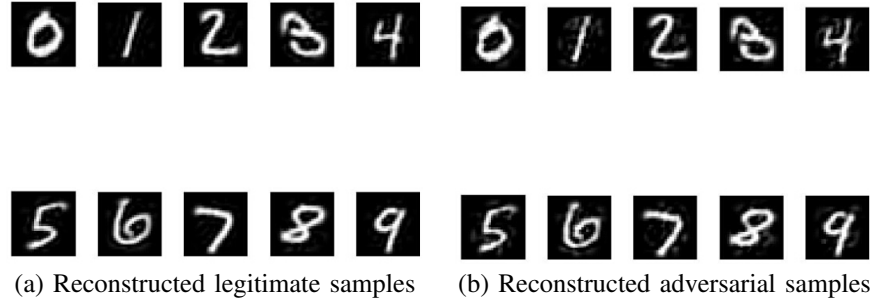 0 1 2 3 4 0 1 2 3 4
5 6 7 8 9 5 6 7 8 9
(a) Reconstructed legitimate samples (b) Reconstructed adversarial samples